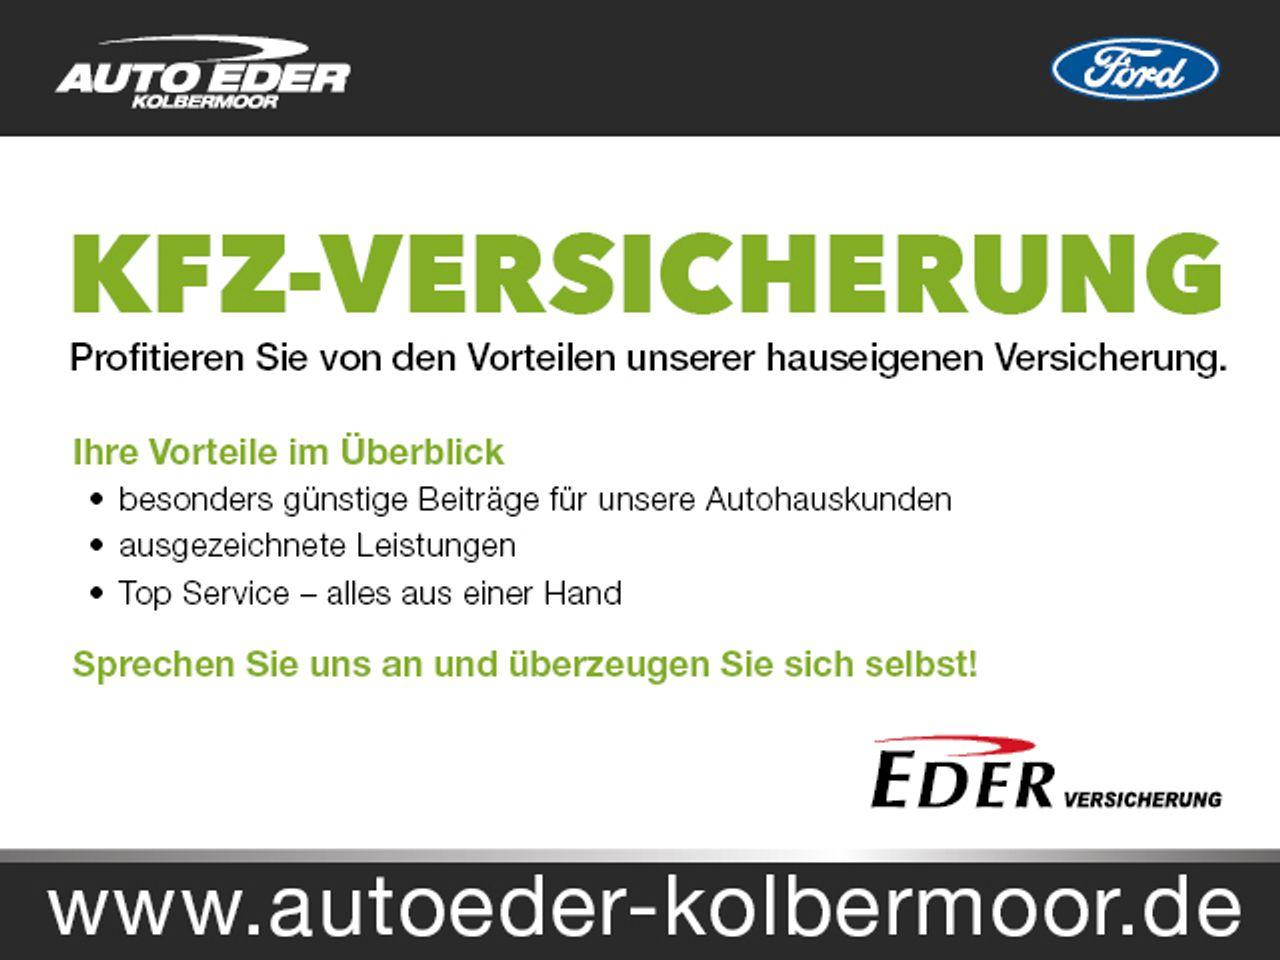 AUTO EDER
KOLBERMOOR
Ford
KFZ-VERSICHERUNG
Profitieren Sie von den Vorteilen unserer hauseigenen Versicherung.
Ihre Vorteile im Überblick
• besonders günstige Beiträge für unsere Autohauskunden
• ausgezeichnete Leistungen
• Top Service – alles aus einer Hand
Sprechen Sie uns an und überzeugen Sie sich selbst!
EDER VERSICHERUNG
www.autoeder-kolbermoor.de